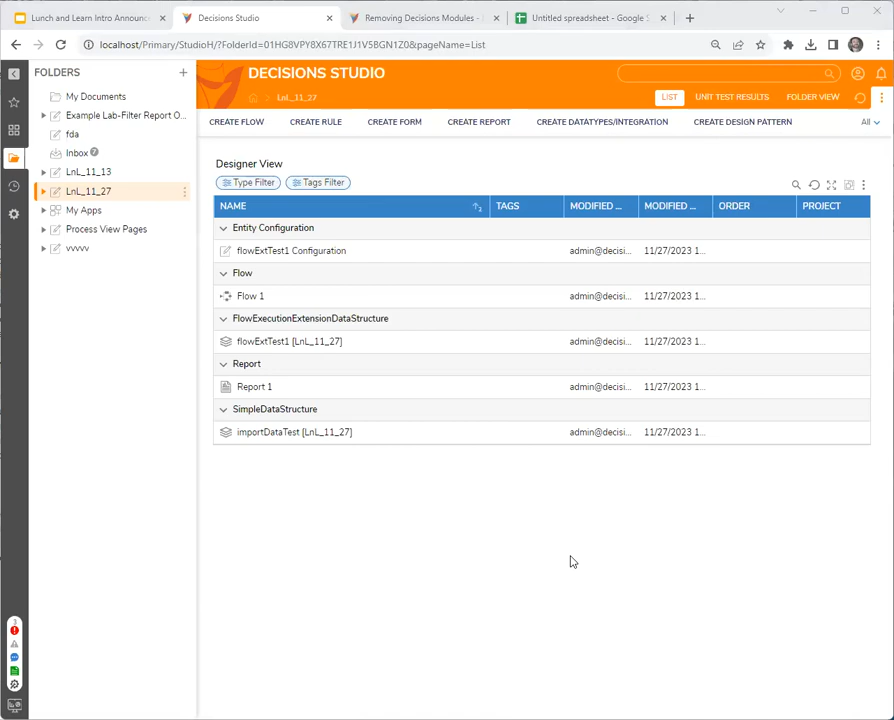 Lunch and Learn Intro Announc
Decisions Studio
Removing Decisions Modules -
Untitled spreadsheet - Google S
localhost/Primary/StudioH/?FolderId=01HG8VPY8X67TRE1J1V5BGN1Z0&pageName=List
FOLDERS
My Documents
Example Lab-Filter Report O...
fda
Inbox
LnL_11_13
LnL_11_27
My Apps
Process View Pages
vvvvv
DECISIONS STUDIO
LnL_11_27
LIST
UNIT TEST RESULTS
FOLDER VIEW
CREATE FLOW
CREATE RULE
CREATE FORM
CREATE REPORT
CREATE DATATYPES/INTEGRATION
CREATE DESIGN PATTERN
All
Designer View
Type Filter
Tags Filter
NAME TAGS MODIFIED ... MODIFIED ... ORDER PROJECT
Entity Configuration
flowExtTest1 Configuration admin@decisi... 11/27/2023 1...
Flow
Flow 1 admin@decisi... 11/27/2023 1...
FlowExecutionExtensionDataStructure
flowExtTest1 [LnL_11_27] admin@decisi... 11/27/2023 1...
Report
Report 1 admin@decisi... 11/27/2023 1...
SimpleDataStructure
importDataTest [LnL_11_27] admin@decisi... 11/27/2023 1...